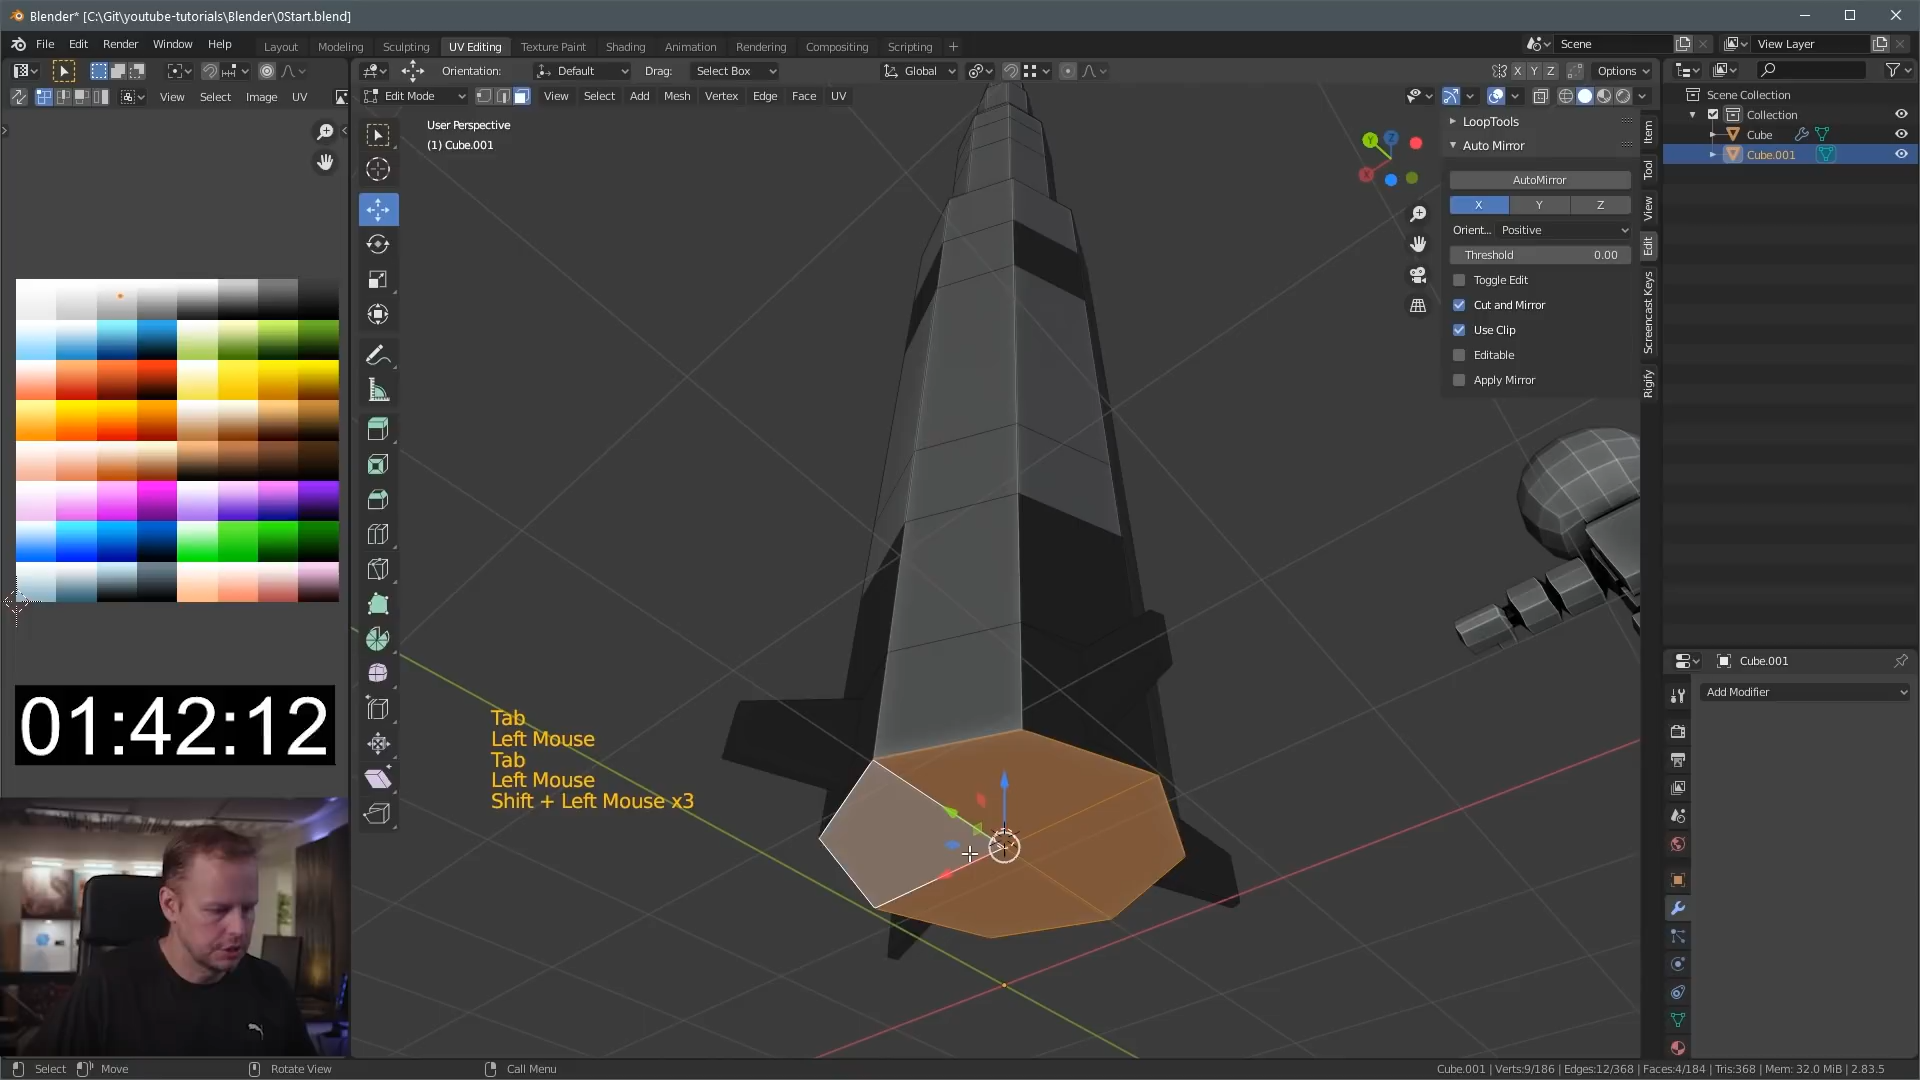 Blender* [C:\Git\youtube-tutorials\Blender\0Start.blend]
File Edit Render Window Help
Layout Modeling Sculpting UV Editing Texture Paint Shading Animation Rendering Compositing Scripting +
Scene
View Layer
Orientation: Default Drag: Select Box
Global
X Y Z
Options
View Select Image UV
Edit Mode
View Select Add Mesh Vertex Edge Face UV
User Perspective
(1) Cube.001
Y Z X
LoopTools
Auto Mirror
AutoMirror
X Y Z
Orient... Positive
Threshold 0.00
Toggle Edit
Cut and Mirror
Use Clip
Editable
Apply Mirror
Item
Tool
View
Edit
Screencast Keys
Rigify
Scene Collection
Collection
Cube
Cube.001
Cube.001
Add Modifier
01:42:12
Tab
Left Mouse
Tab
Left Mouse
Shift + Left Mouse x3
Select Move Rotate View Call Menu
Cube.001 | Verts:9/186 | Edges:12/368 | Faces:4/184 | Tris:368 | Mem: 32.0 MiB | 2.83.5